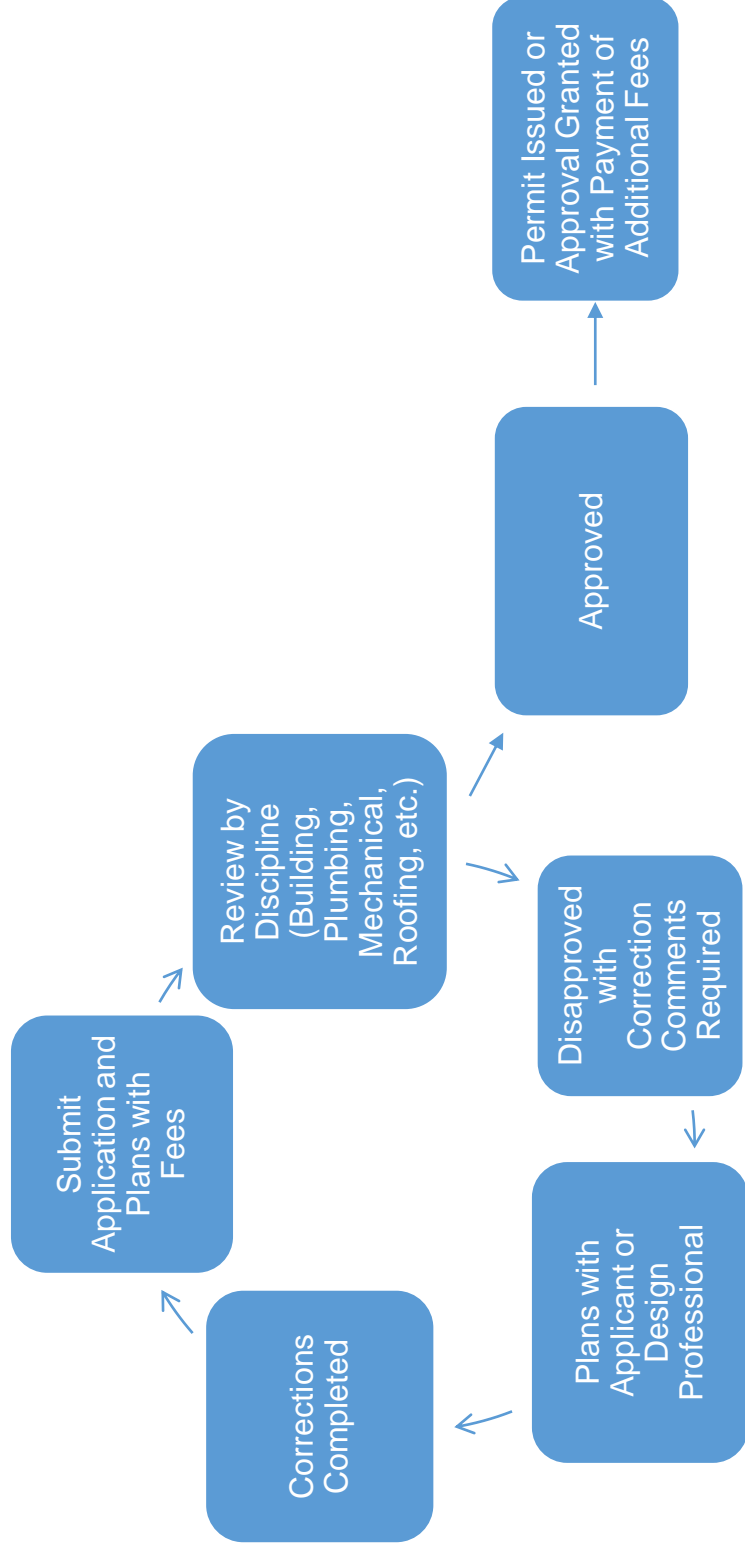 Submit
Application and
Plans with
Fees
Review by
Discipline
(Building,
Plumbing,
Mechanical,
Roofing, etc.)
Disapproved
with
Correction
Comments
Required
Plans with
Applicant or
Design
Professional
Corrections
Completed
Approved
Permit Issued or
Approval Granted
with Payment of
Additional Fees